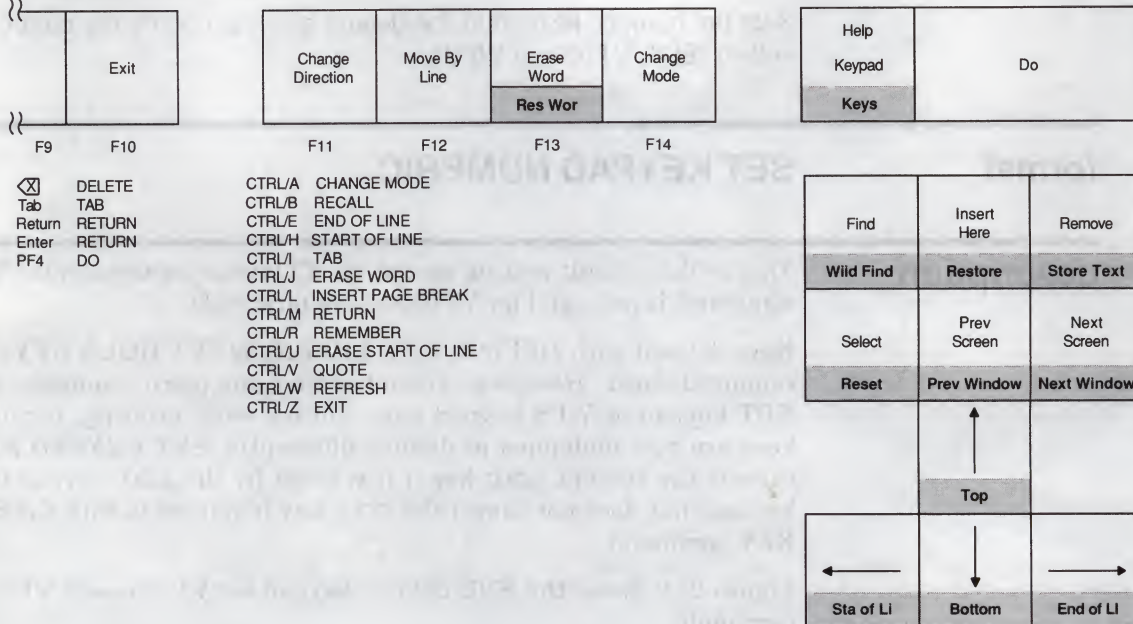 Exit
Change Direction
Move By Line
Erase Word
Res Wor
Change Mode
Help
Keypad
Keys
Do
F9
F10
F11
F12
F13
F14
⌫ DELETE
Tab TAB
Return RETURN
Enter RETURN
PF4 DO
CTRL/A CHANGE MODE
CTRL/B RECALL
CTRL/E END OF LINE
CTRL/H START OF LINE
CTRL/I TAB
CTRL/J ERASE WORD
CTRL/L INSERT PAGE BREAK
CTRL/M RETURN
CTRL/R REMEMBER
CTRL/U ERASE START OF LINE
CTRL/V QUOTE
CTRL/W REFRESH
CTRL/Z EXIT
Find
Insert Here
Remove
Wild Find
Restore
Store Text
Select
Prev Screen
Next Screen
Reset
Prev Window
Next Window
Top
Sta of Li
Bottom
End of LI
SET KEYPAD NUMERIC
format